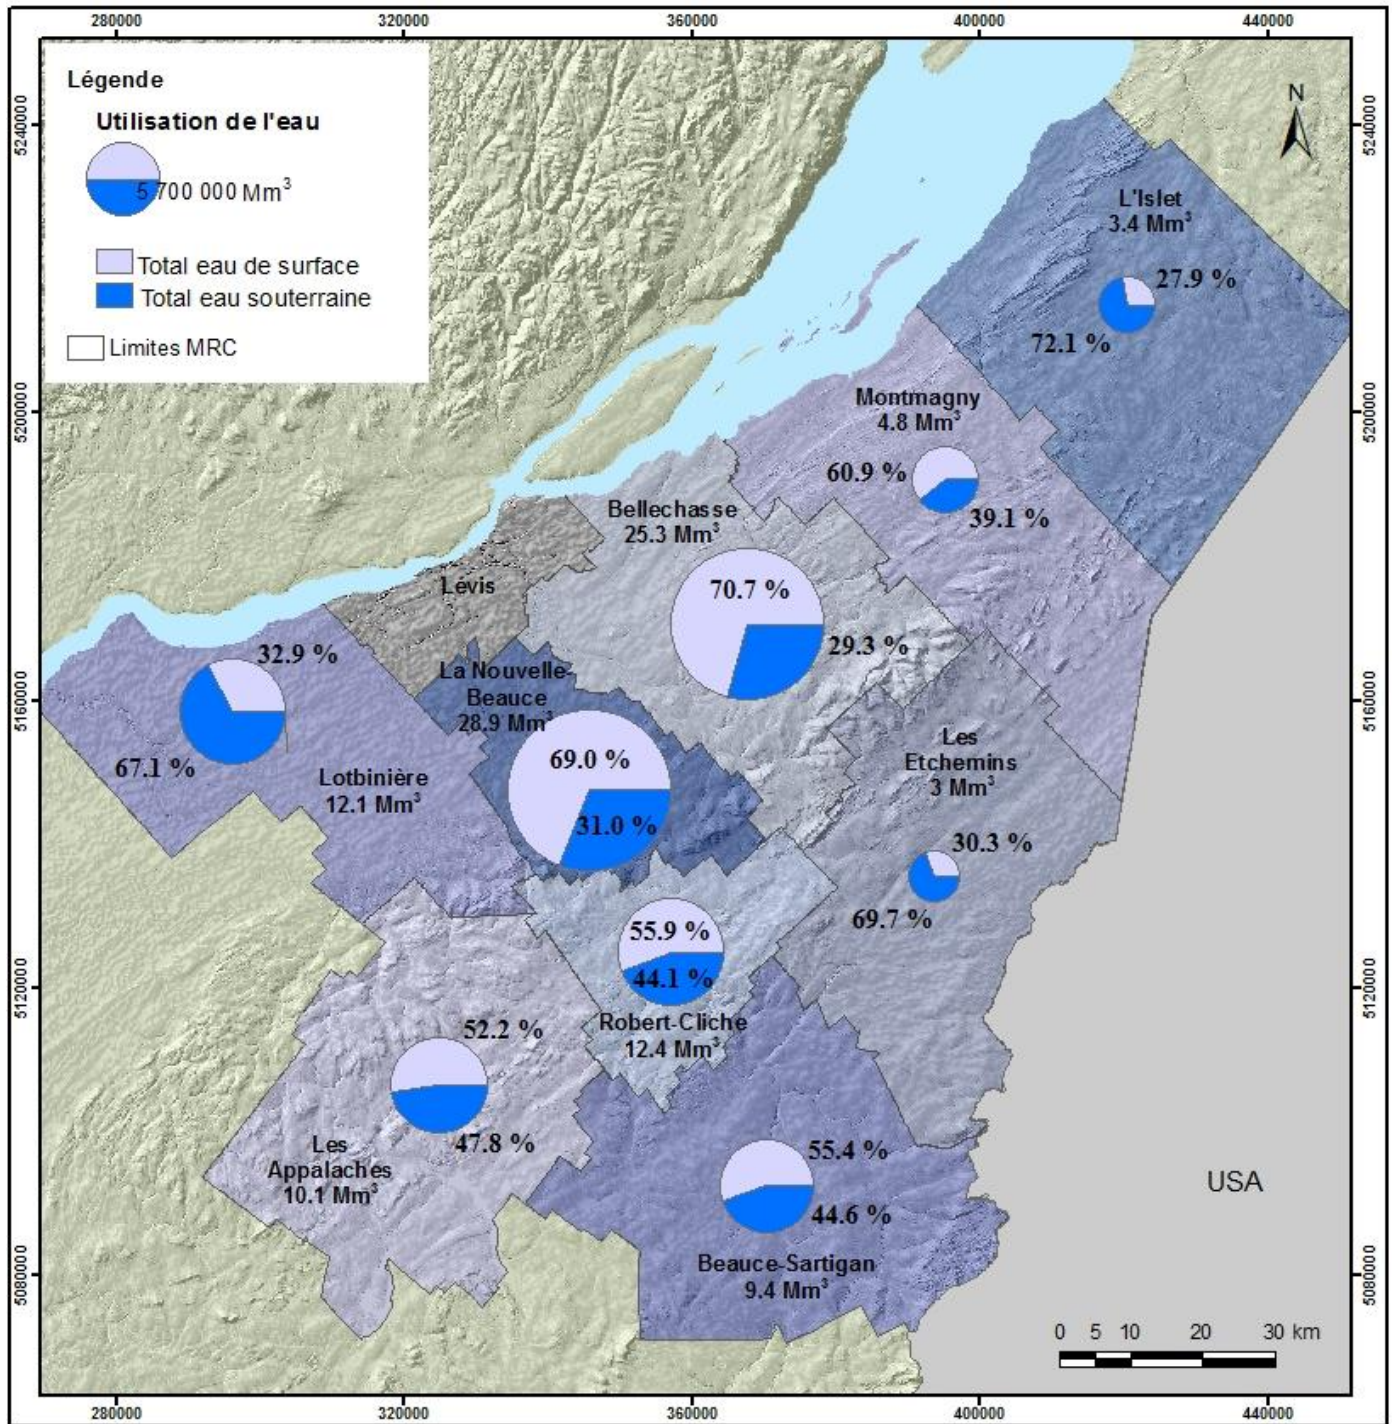 280000
320000
360000
400000
440000
Légende
Utilisation de l'eau
5 700 000 Mm³
Total eau de surface
Total eau souterraine
Limites MRC
N
5240000
5240000
L'Islet
3.4 Mm³
27.9 %
72.1 %
Montmagny
4.8 Mm³
60.9 %
39.1 %
5200000
5200000
Bellechasse
25.3 Mm³
70.7 %
29.3 %
Lévis
32.9 %
67.1 %
Lotbinière
12.1 Mm³
La Nouvelle-
Beauce
28.9 Mm³
69.0 %
31.0 %
5160000
5160000
Les
Etchemins
3 Mm³
30.3 %
69.7 %
55.9 %
44.1 %
Robert-Cliche
12.4 Mm³
5120000
5120000
52.2 %
47.8 %
Les
Appalaches
10.1 Mm³
55.4 %
44.6 %
Beauce-Sartigan
9.4 Mm³
USA
5080000
5080000
0 5 10 20 30 km
280000
320000
360000
400000
440000